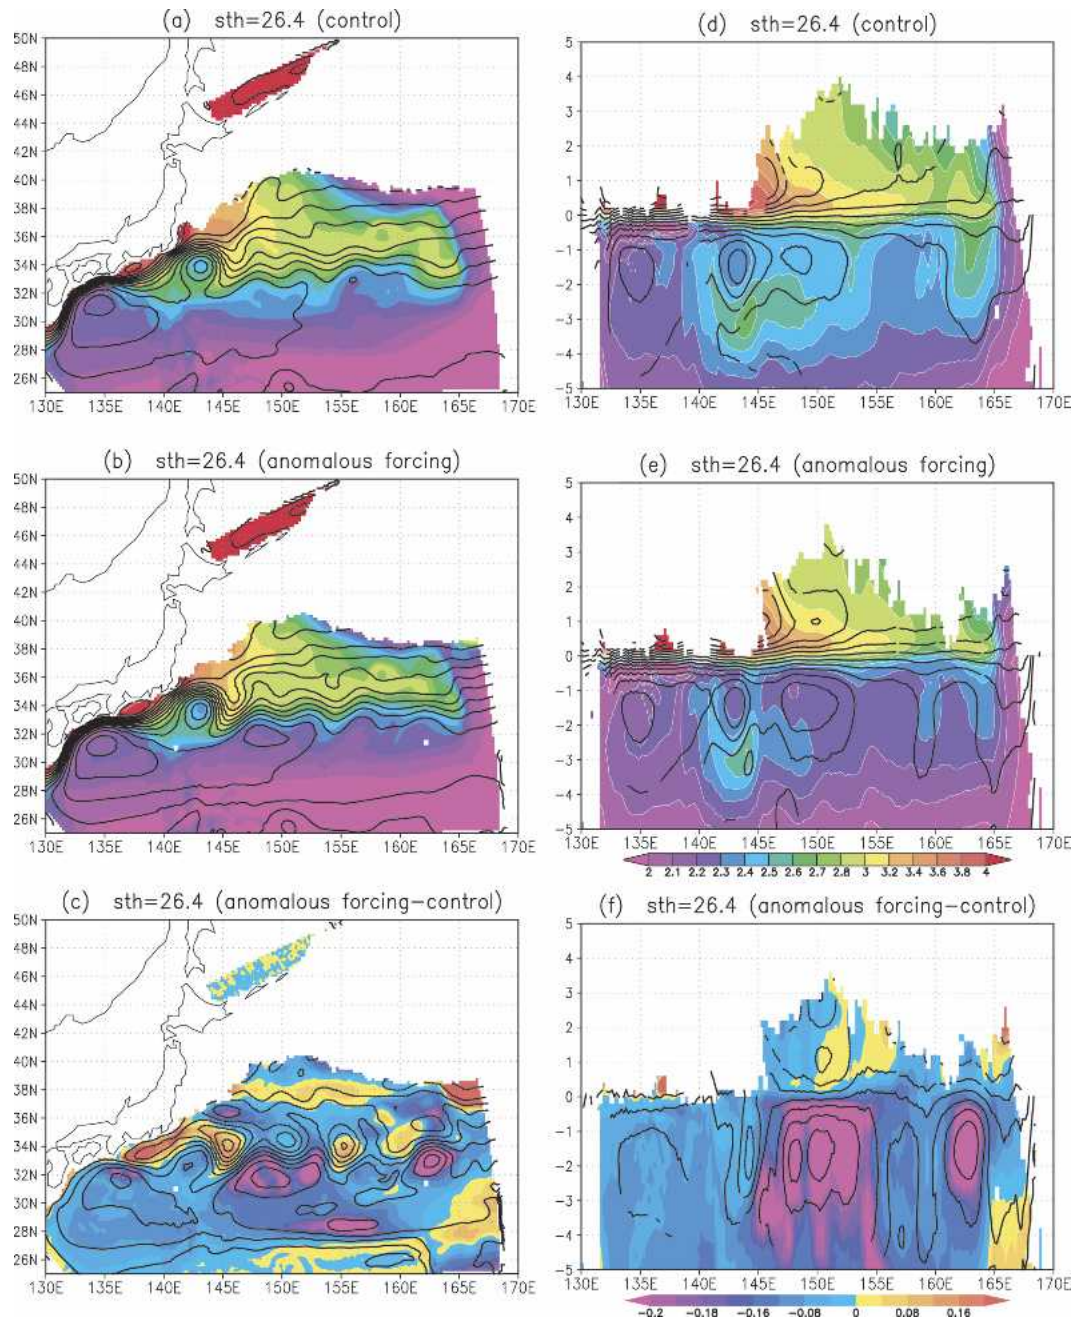 (a) sth=26.4 (control)
50N
48N
44N
40N
38N
36N
34N
32N
28N
26N
130E 135E 140E 145E 150E 155E 160E 165E 170E
(d) sth=26.4 (control)
5
4
3
2
1
0
-1
-2
-3
-4
-5
130E 135E 140E 145E 150E 155E 160E 165E 170E
(b) sth=26.4 (anomalous forcing)
50N
48N
44N
40N
38N
36N
34N
32N
28N
26N
130E 135E 140E 145E 150E 155E 160E 165E 170E
(e) sth=26.4 (anomalous forcing)
5
4
3
2
1
0
-1
-2
-3
-4
-5
130E 135E 140E 145E 150E 155E 160E 165E 170E
2 2.1 2.2 2.3 2.4 2.5 2.6 2.7 2.8 3 3.2 3.4 3.6 3.8 4
(c) sth=26.4 (anomalous forcing-control)
50N
48N
46N
44N
40N
38N
36N
34N
32N
30N
28N
26N
130E 135E 140E 145E 150E 155E 160E 165E 170E
(f) sth=26.4 (anomalous forcing-control)
5
4
3
2
1
0
-1
-2
-3
-4
-5
130E 135E 140E 145E 150E 155E 160E 165E 170E
-0.2 -0.18 -0.16 -0.08 0 0.08 0.16